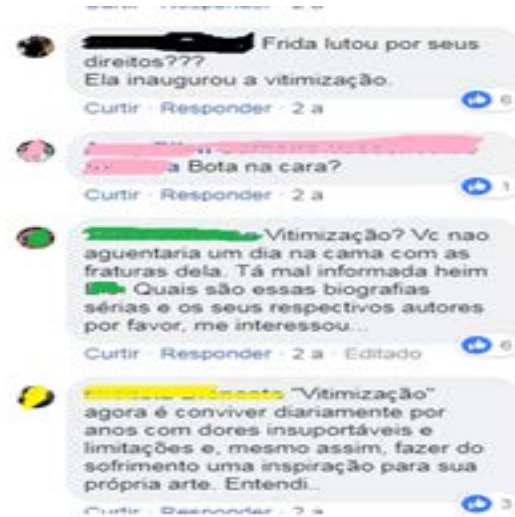 Frida lutou por seus
direitos???
Ela inaugurou a vitimização.
Curtir · Responder · 2 a
6
a Bota na cara?
Curtir · Responder · 2 a
1
Vitimização? Vc nao
aguentaria um dia na cama com as
fraturas dela. Tá mal informada heim
Quais são essas biografias
sérias e os seus respectivos autores
por favor, me interessou...
Curtir · Responder · 2 a · Editado
6
"Vitimização"
agora é conviver diariamente por
anos com dores insuportáveis e
limitações e, mesmo assim, fazer do
sofrimento uma inspiração para sua
própria arte. Entendi..
Curtir · Responder · 2 a
3